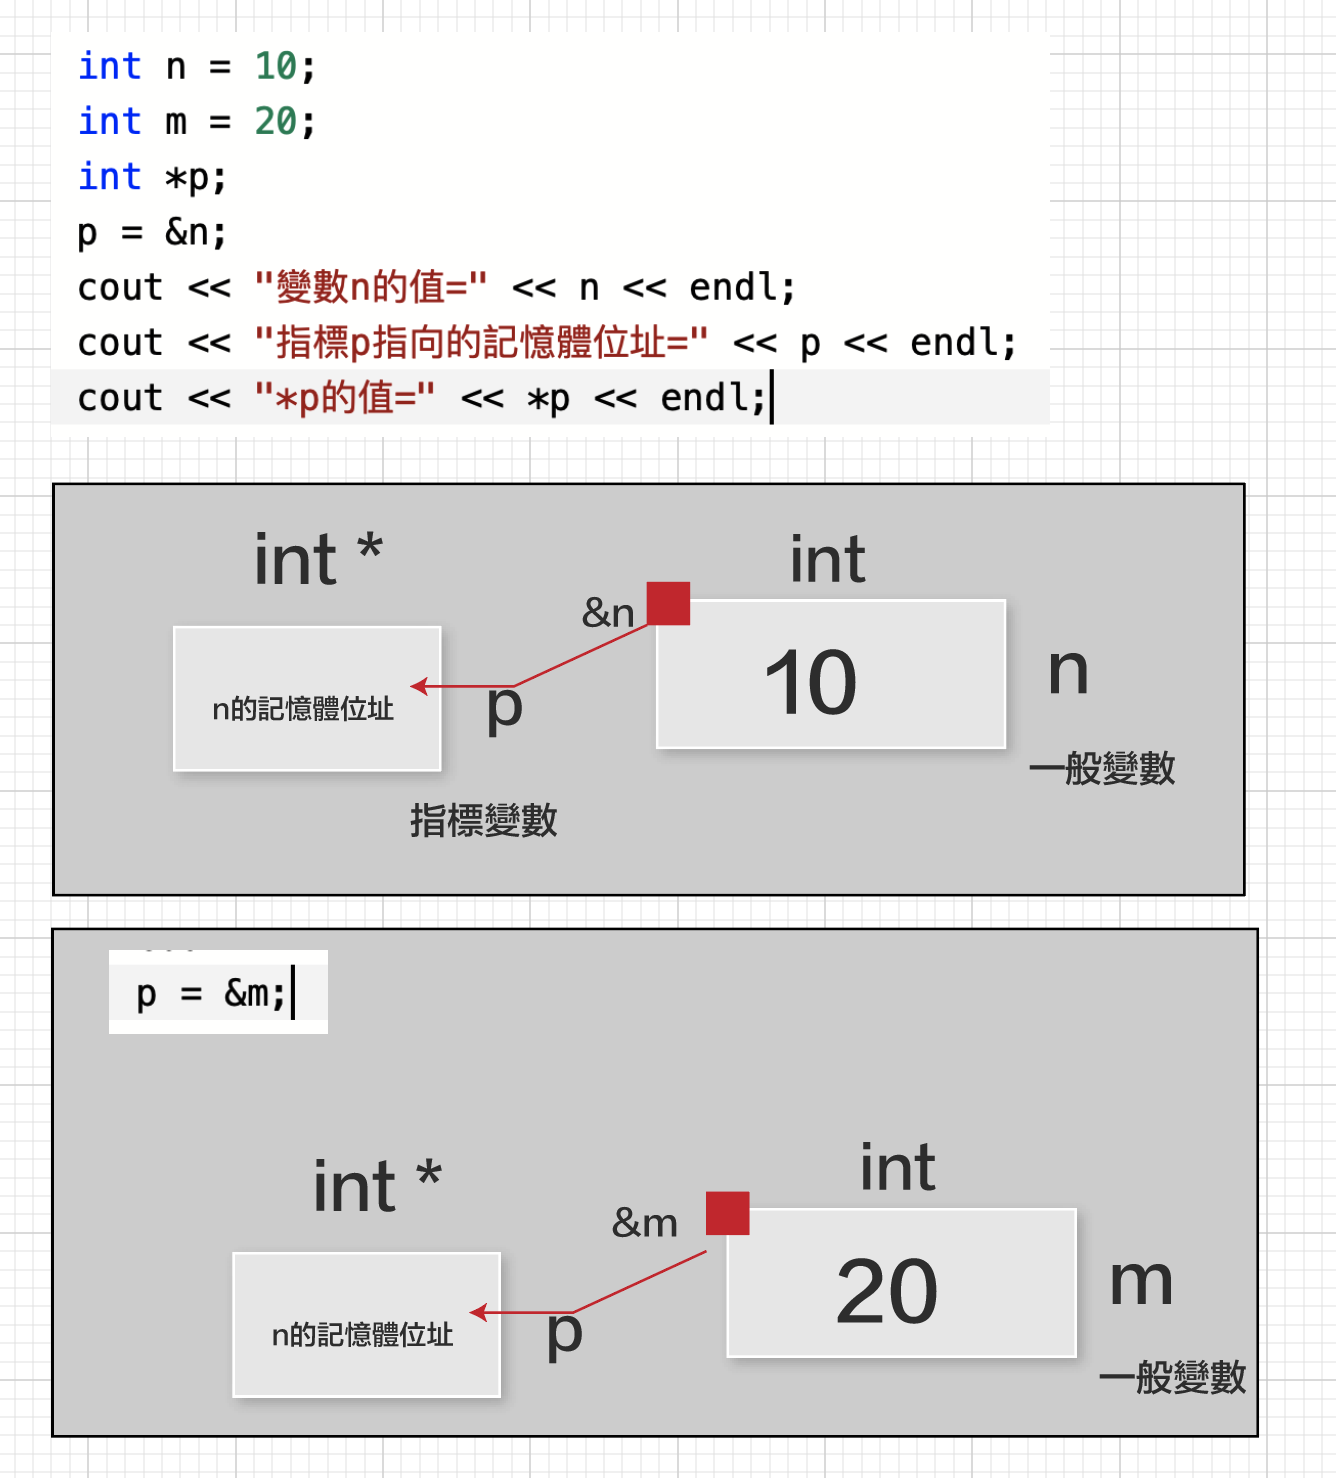 int n = 10;
int m = 20;
int *p;
p = &n;
cout << "變數n的值=" << n << endl;
cout << "指標p指向的記憶體位址=" << p << endl;
cout << "*p的值=" << *p << endl;
int *
int
&n
10
n
n的記憶體位址
p
一般變數
指標變數
p = &m;
int *
int
&m
20
m
n的記憶體位址
p
一般變數